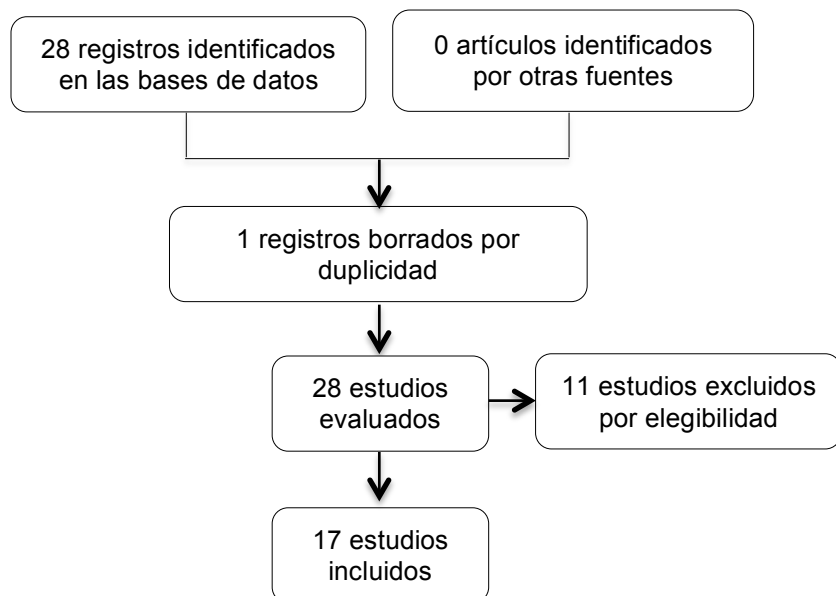 28 registros identificados
en las bases de datos
0 artículos identificados
por otras fuentes
1 registros borrados por
duplicidad
28 estudios
evaluados
11 estudios excluidos
por elegibilidad
17 estudios
incluidos